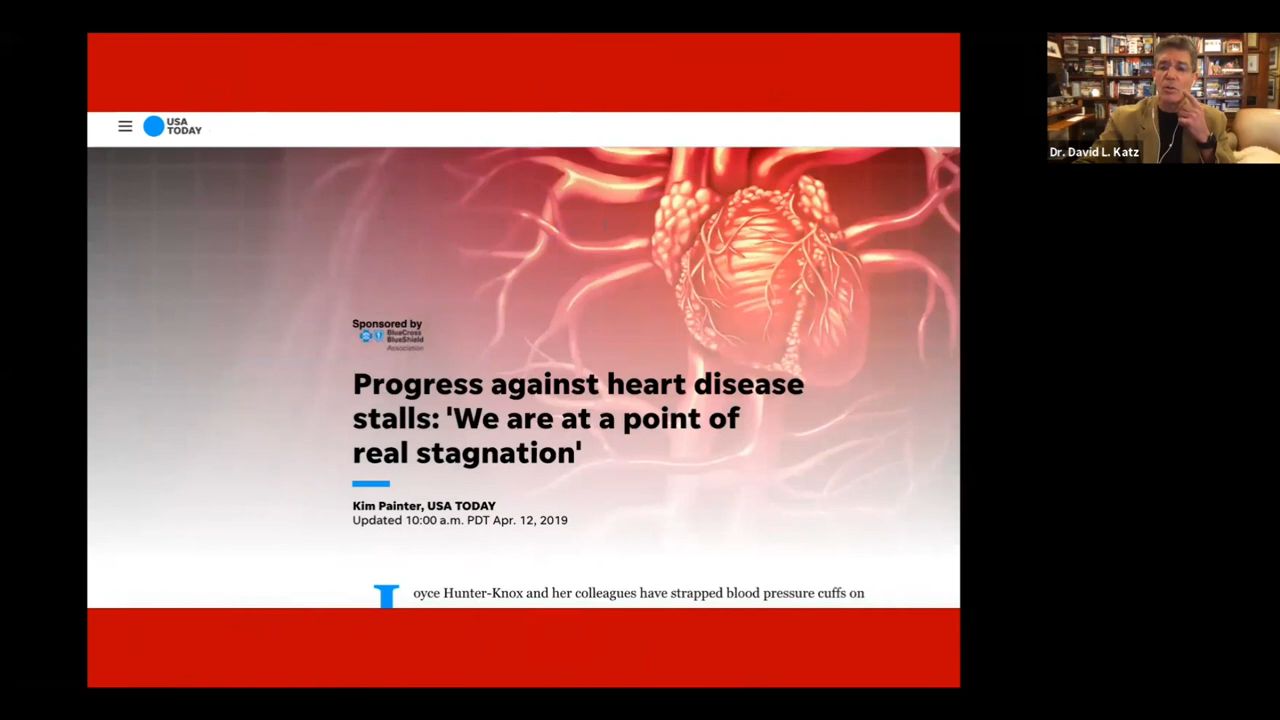 USA
TODAY
Sponsored by
BlueCross
BlueShield
Association
Progress against heart disease
stalls: 'We are at a point of
real stagnation'
Kim Painter, USA TODAY
Updated 10:00 a.m. PDT Apr. 12, 2019
Joyce Hunter-Knox and her colleagues have strapped blood pressure cuffs on
Dr. David L. Katz